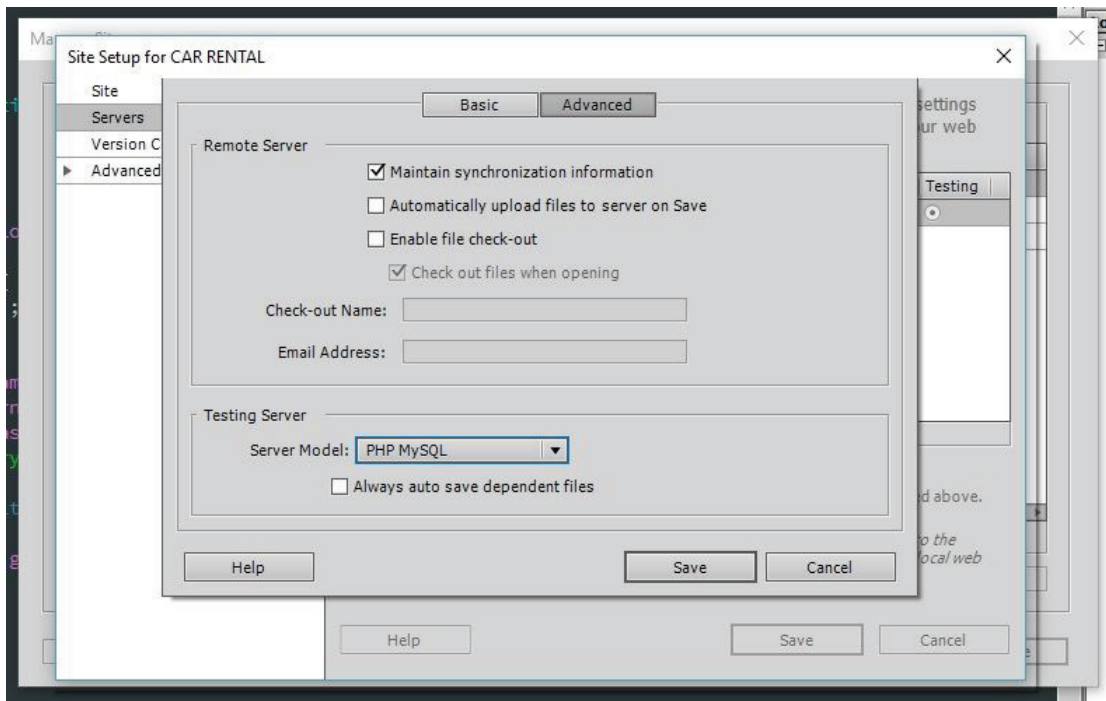 Site Setup for CAR RENTAL
Site
Servers
Version C
Advanced
settings
ur web
Basic
Advanced
Remote Server
Maintain synchronization information
Automatically upload files to server on Save
Enable file check-out
Check out files when opening
Check-out Name:
Email Address:
Testing
Testing Server
Server Model: PHP MySQL
Always auto save dependent files
ed above.
to the
local web
Help
Save
Cancel
Help
Save
Cancel